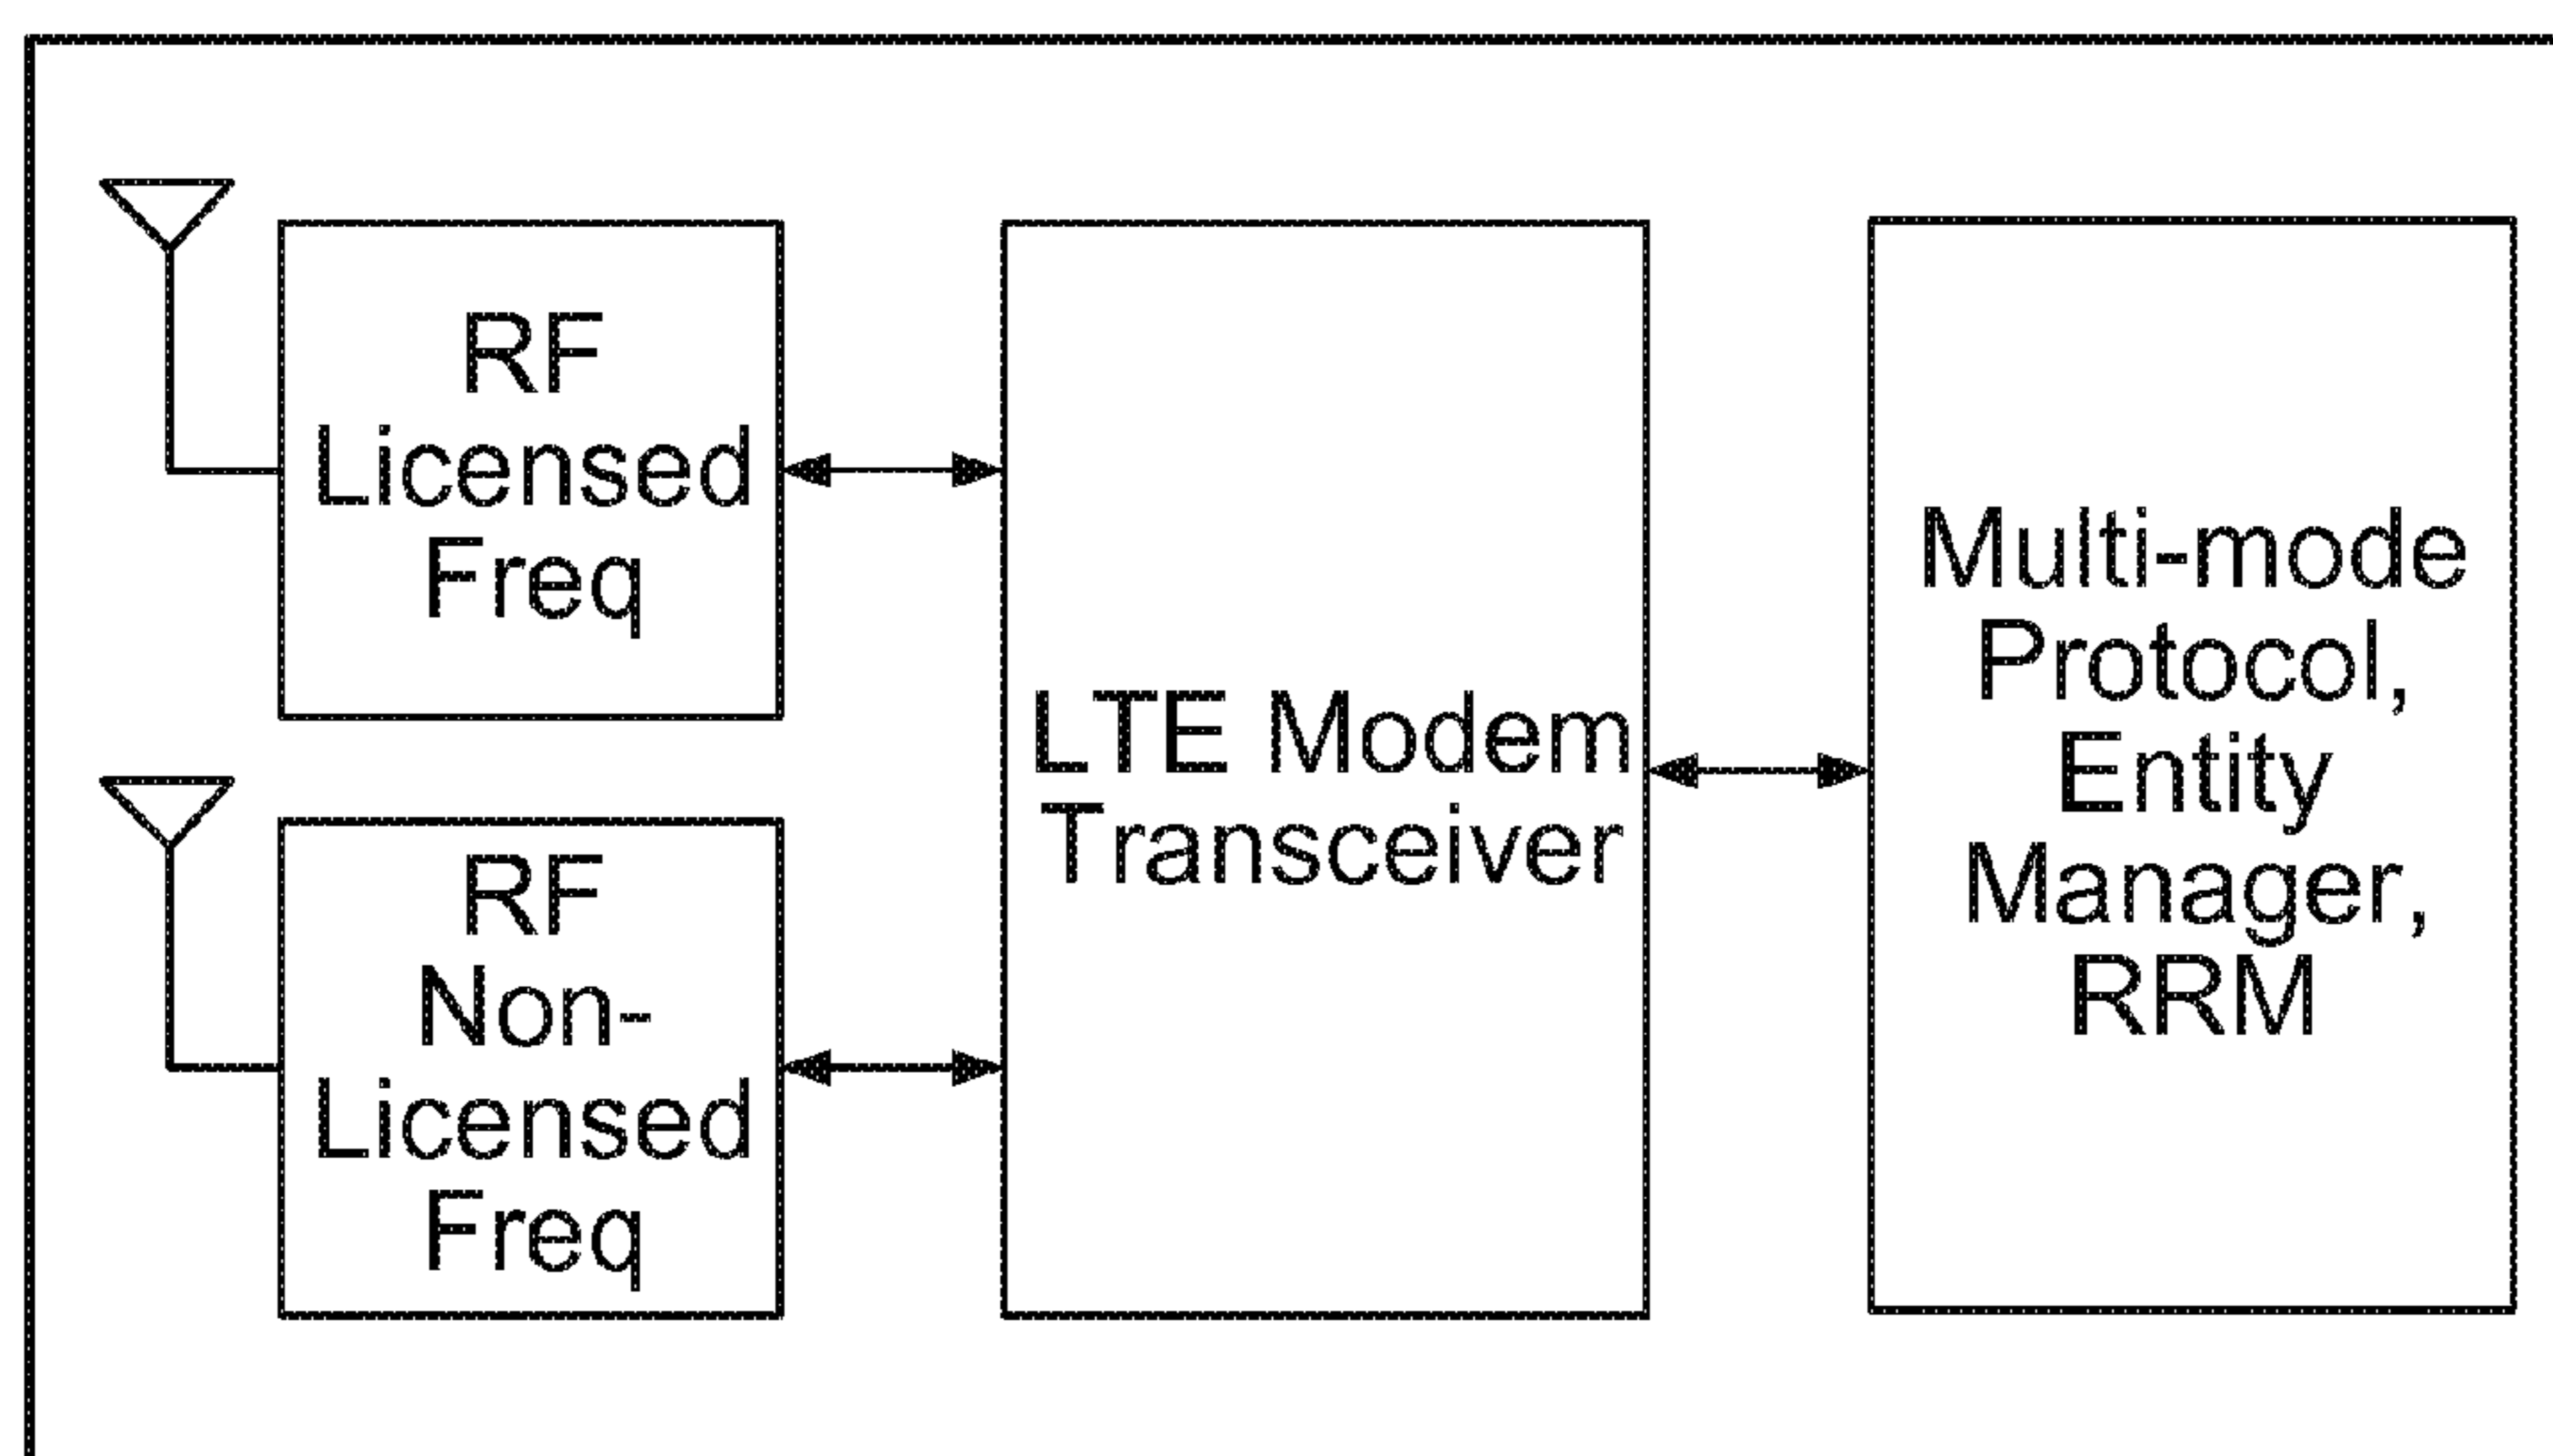 RF
Licensed
Freq
RF
Non-
Licensed
Freq
LTE Modem
Transceiver
Multi-mode
Protocol,
Entity
Manager,
RRM